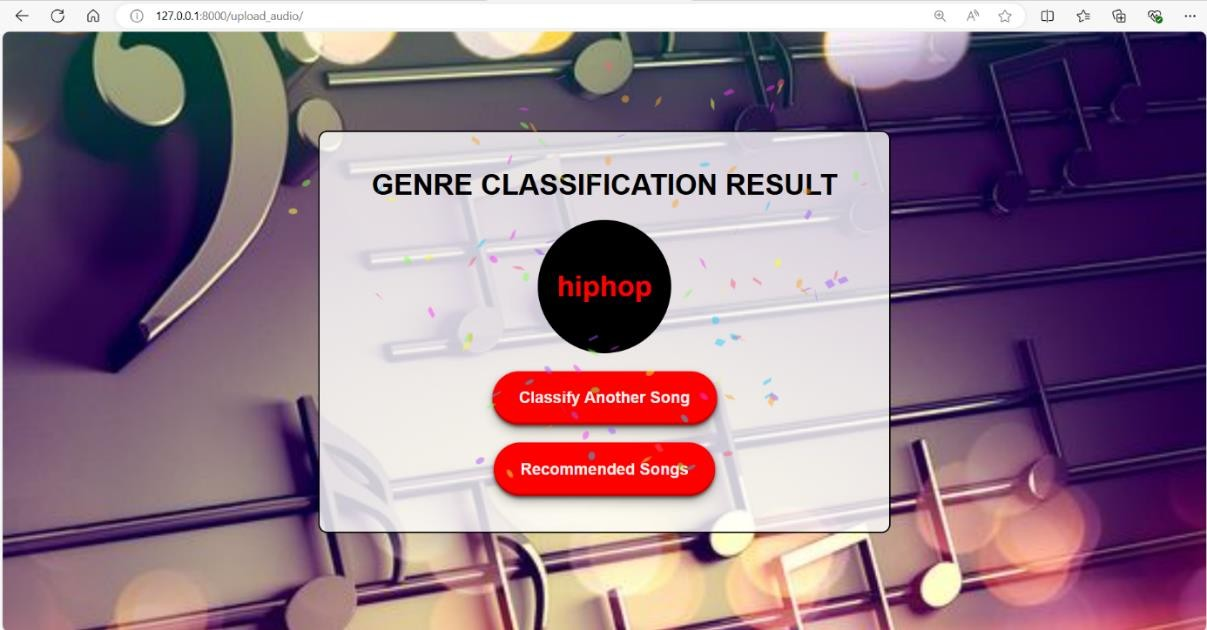 127.0.0.1:8000/upload_audio/
GENRE CLASSIFICATION RESULT
hiphop
Classify Another Song
Recommended Songs